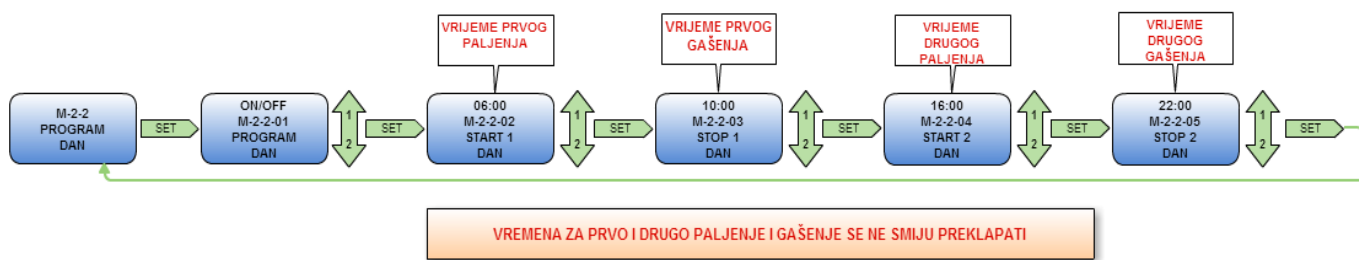 VRIJEME PRVOG
PALJENJA
VRIJEME PRVOG
GAŠENJA
VRIJEME
DRUGOG
PALJENJA
VRIJEME
DRUGOG
GAŠENJA
M-2-2
PROGRAM
DAN
SET
ON/OFF
M-2-2-01
PROGRAM
DAN
1
2
SET
06:00
M-2-2-02
START 1
DAN
1
2
SET
10:00
M-2-2-03
STOP 1
DAN
1
2
SET
16:00
M-2-2-04
START 2
DAN
1
2
SET
22:00
M-2-2-05
STOP 2
DAN
1
2
SET
VREMENA ZA PRVO I DRUGO PALJENJE I GAŠENJE SE NE SMIJU PREKLAPATI